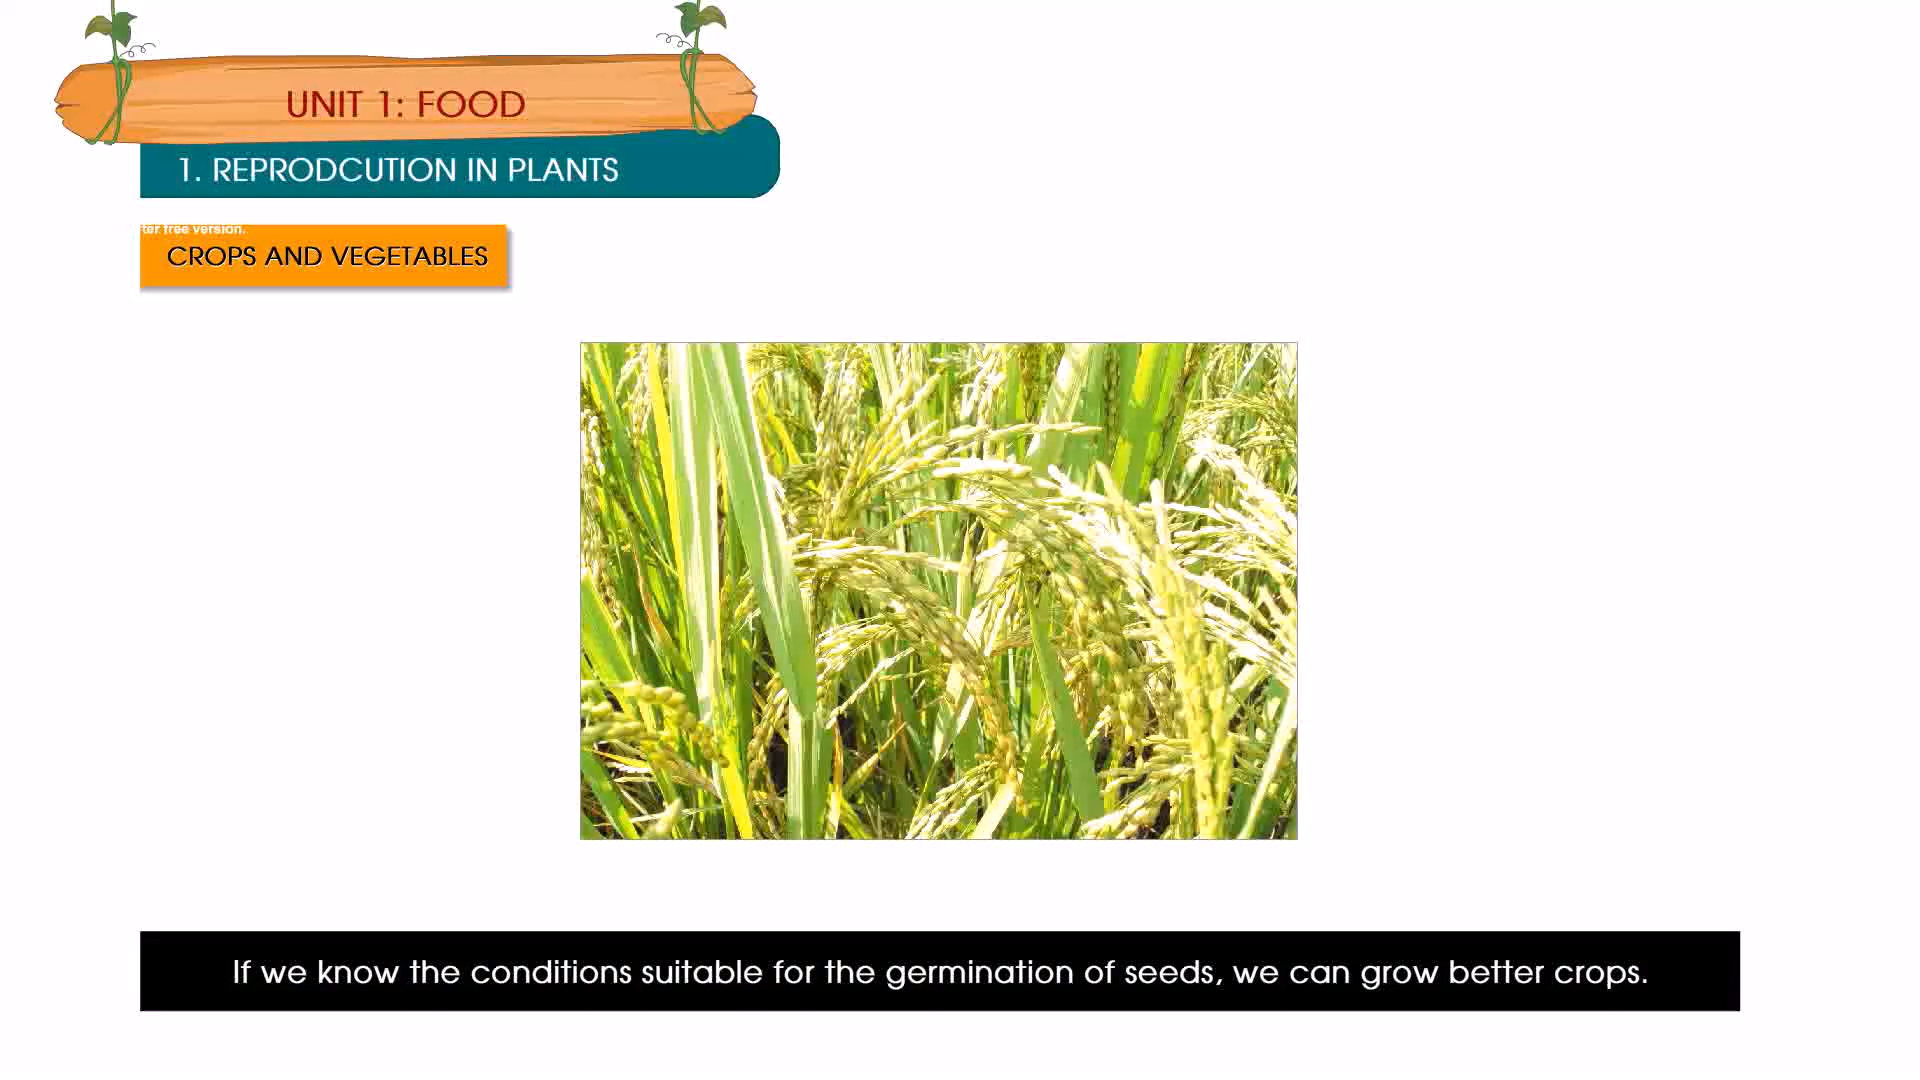 UNIT 1: FOOD
1. REPRODCUTION IN PLANTS
ter free version.
CROPS AND VEGETABLES
If we know the conditions suitable for the germination of seeds, we can grow better crops.